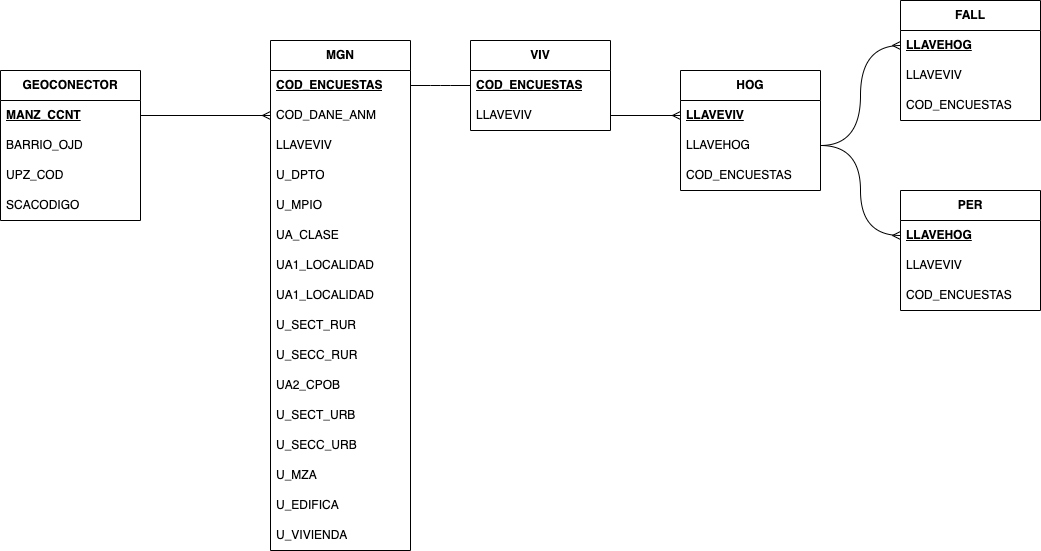 GEOCONECTOR
MANZ_CCNT
BARRIO_OJD
UPZ_COD
SCACODIGO
MGN
COD_ENCUESTAS
COD_DANE_ANM
LLAVEVIV
U_DPTO
U_MPIO
UA_CLASE
UA1_LOCALIDAD
UA1_LOCALIDAD
U_SECT_RUR
U_SECC_RUR
UA2_CPOB
U_SECT_URB
U_SECC_URB
U_MZA
U_EDIFICA
U_VIVIENDA
VIV
COD_ENCUESTAS
LLAVEVIV
HOG
LLAVEVIV
LLAVEHOG
COD_ENCUESTAS
FALL
LLAVEHOG
LLAVEVIV
COD_ENCUESTAS
PER
LLAVEHOG
LLAVEVIV
COD_ENCUESTAS